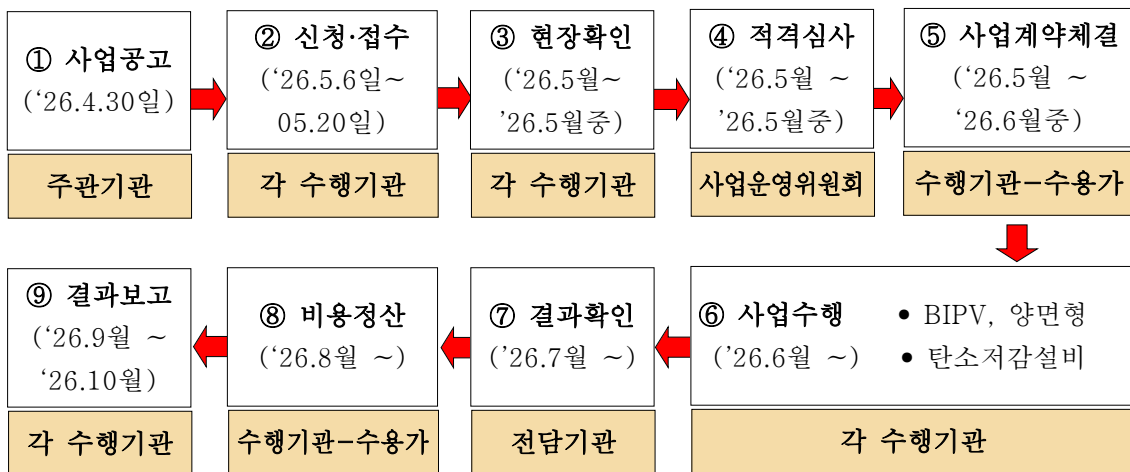 ① 사업공고
(‘26.4.30일)
주관기관
② 신청·접수
(‘26.5.6일~
05.20일)
각 수행기관
③ 현장확인
(‘26.5월~
’26.5월중)
각 수행기관
④ 적격심사
(‘26.5월 ~
’26.5월중)
사업운영위원회
⑤ 사업계약체결
(‘26.5월 ~
‘26.6월중)
수행기관-수용가
⑥ 사업수행
(’26.6월 ~)
• BIPV, 양면형
• 탄소저감설비
각 수행기관
⑦ 결과확인
(’26.7월 ~)
전담기관
⑧ 비용정산
(‘26.8월 ~)
수행기관-수용가
⑨ 결과보고
(‘26.9월 ~
‘26.10월)
각 수행기관